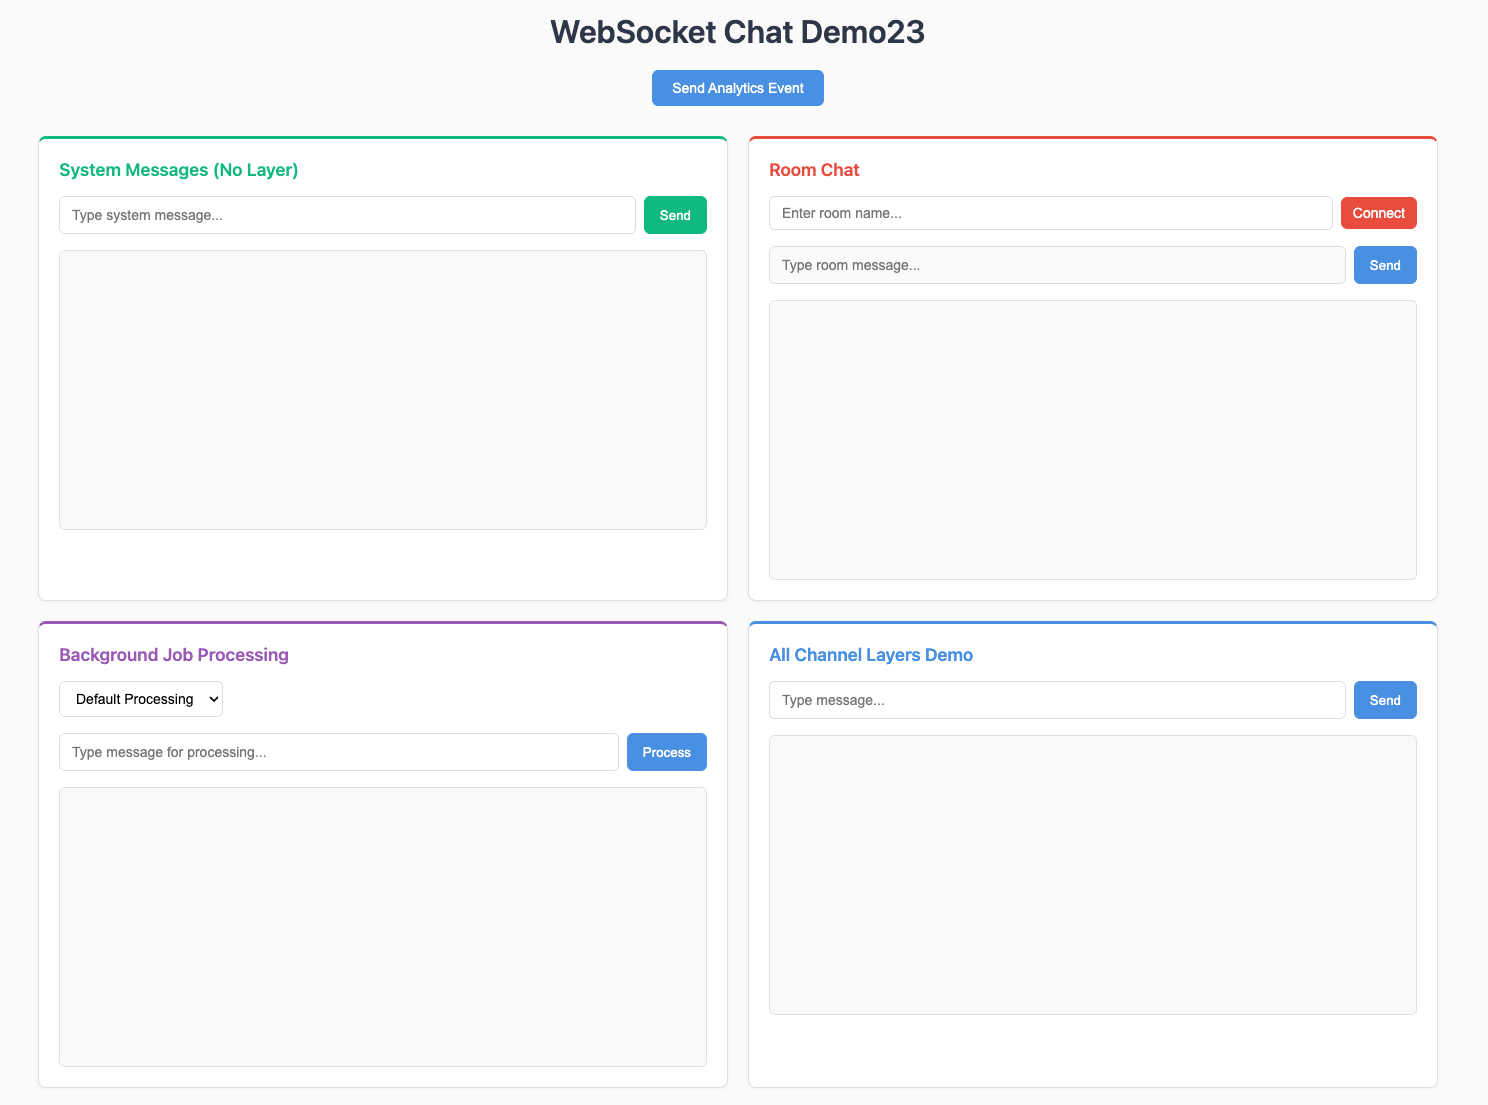 WebSocket Chat Demo23
Send Analytics Event
System Messages (No Layer)
Type system message...
Send
Room Chat
Enter room name...
Connect
Type room message...
Send
Background Job Processing
Default Processing
Type message for processing...
Process
All Channel Layers Demo
Type message...
Send